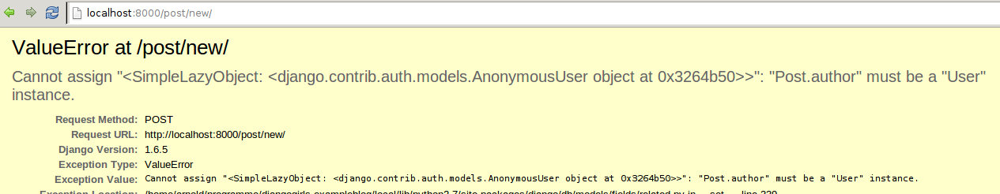 localhost:8000/post/new/
ValueError at /post/new/
Cannot assign "<SimpleLazyObject: <django.contrib.auth.models.AnonymousUser object at 0x3264b50>>": "Post.author" must be a "User"
instance.
Request Method: POST
Request URL: http://localhost:8000/post/new/
Django Version: 1.6.5
Exception Type: ValueError
Exception Value: Cannot assign "<SimpleLazyObject: <django.contrib.auth.models.AnonymousUser object at 0x3264b50>>": "Post.author" must be a "User" instance.